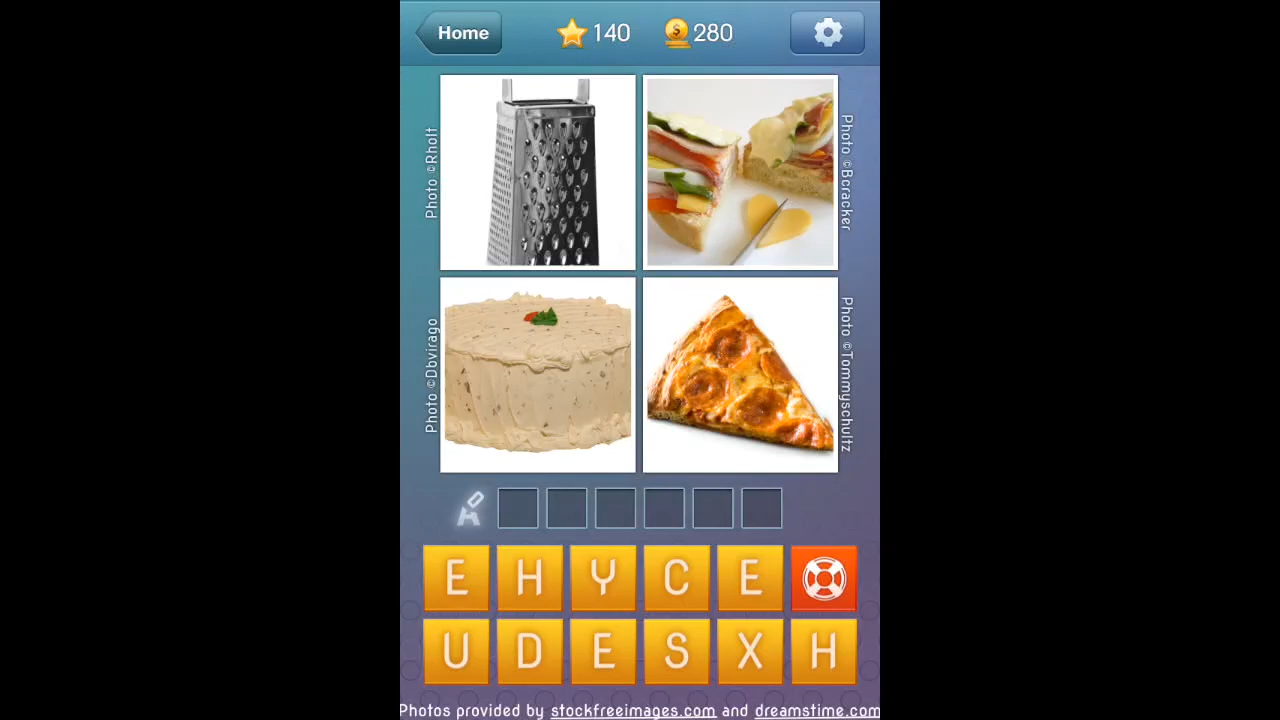 Home
140
280
Photo ©Rholt
Photo ©Bcracker
Photo ©Dbvirago
Photo ©Tommyschultz
E H Y C E
U D E S X H
Photos provided by stockfreeimages.com and dreamstime.com